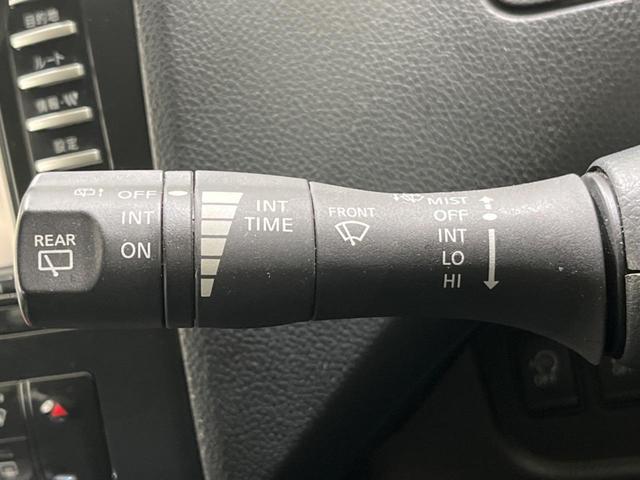 目的地
ルート
情報・VV
設定
REAR
OFF
INT
ON
INT
TIME
FRONT
MIST
OFF
INT
LO
HI